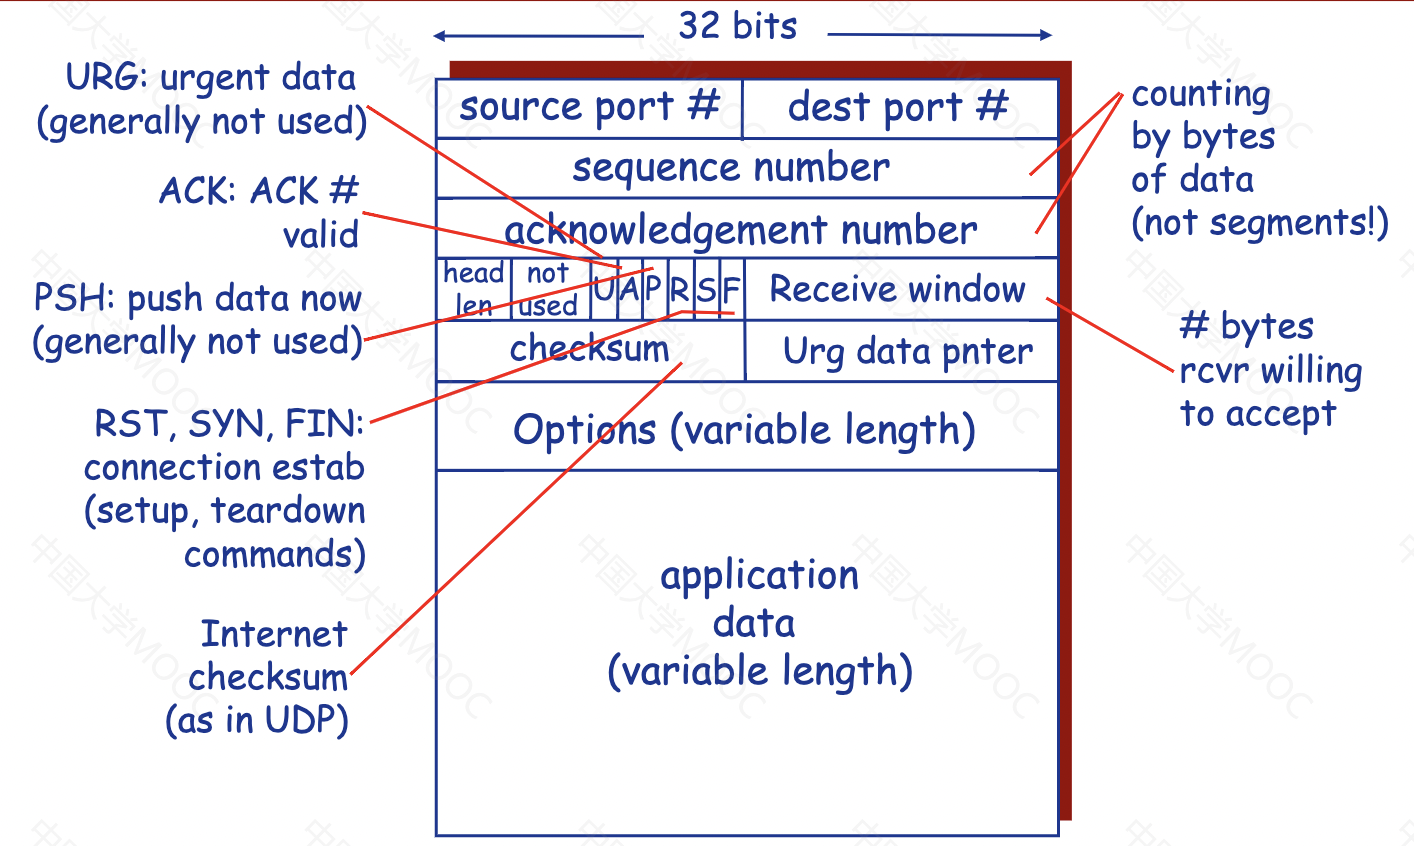 32 bits
URG: urgent data
(generally not used)
ACK: ACK #
valid
PSH: push data now
(generally not used)
RST, SYN, FIN:
connection estab
(setup, teardown
commands)
Internet
checksum
(as in UDP)
source port #
dest port #
sequence number
acknowledgement number
head
len
not
used
U
A
P
R
S
F
Receive window
checksum
Urg data pnter
Options (variable length)
application
data
(variable length)
counting
by bytes
of data
(not segments!)
# bytes
rcvr willing
to accept
中国大学MOOC